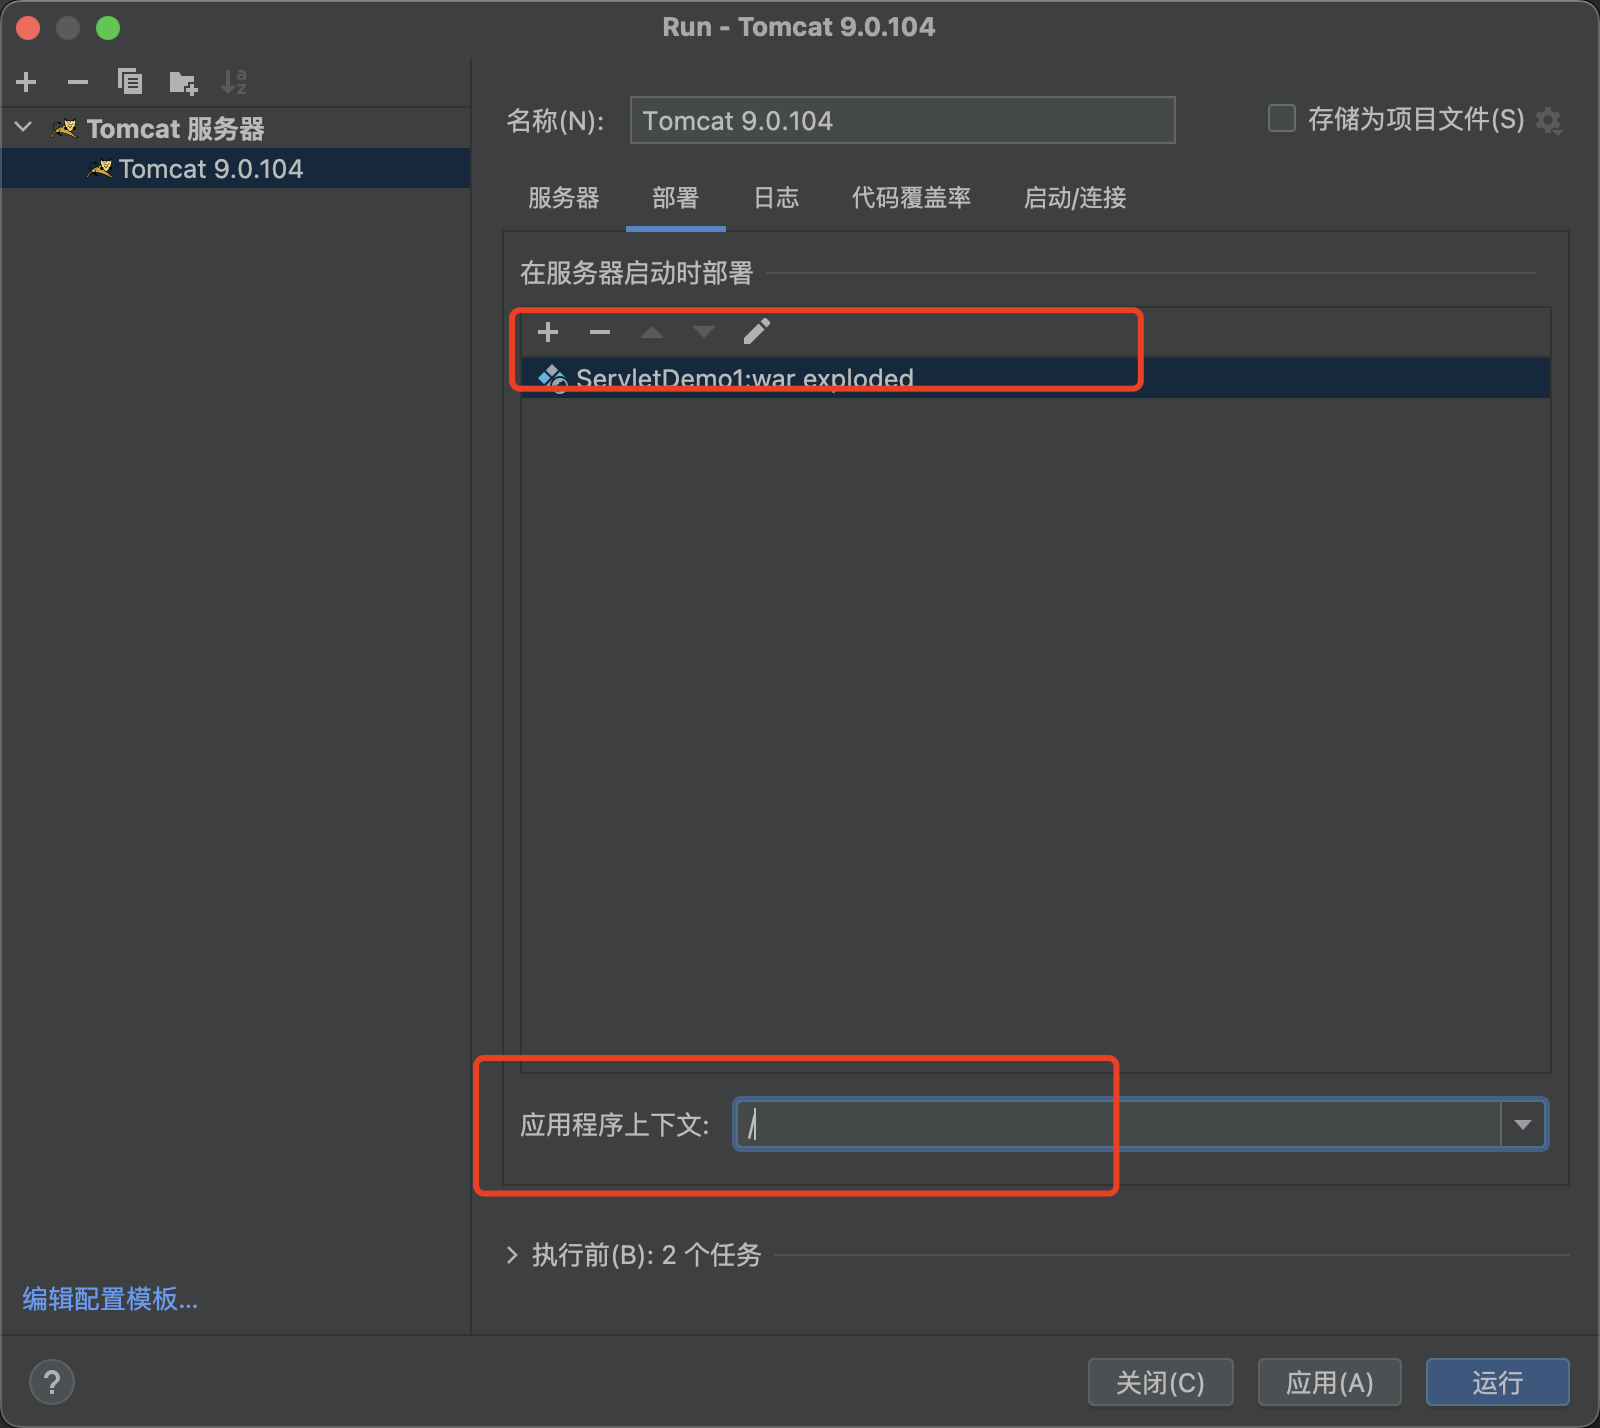 Run - Tomcat 9.0.104
Tomcat 服务器
Tomcat 9.0.104
名称(N):
Tomcat 9.0.104
存储为项目文件(S)
服务器
部署
日志
代码覆盖率
启动/连接
在服务器启动时部署
ServletDemo1:war exploded
应用程序上下文:
/
执行前(B): 2 个任务
编辑配置模板...
?
关闭(C)
应用(A)
运行